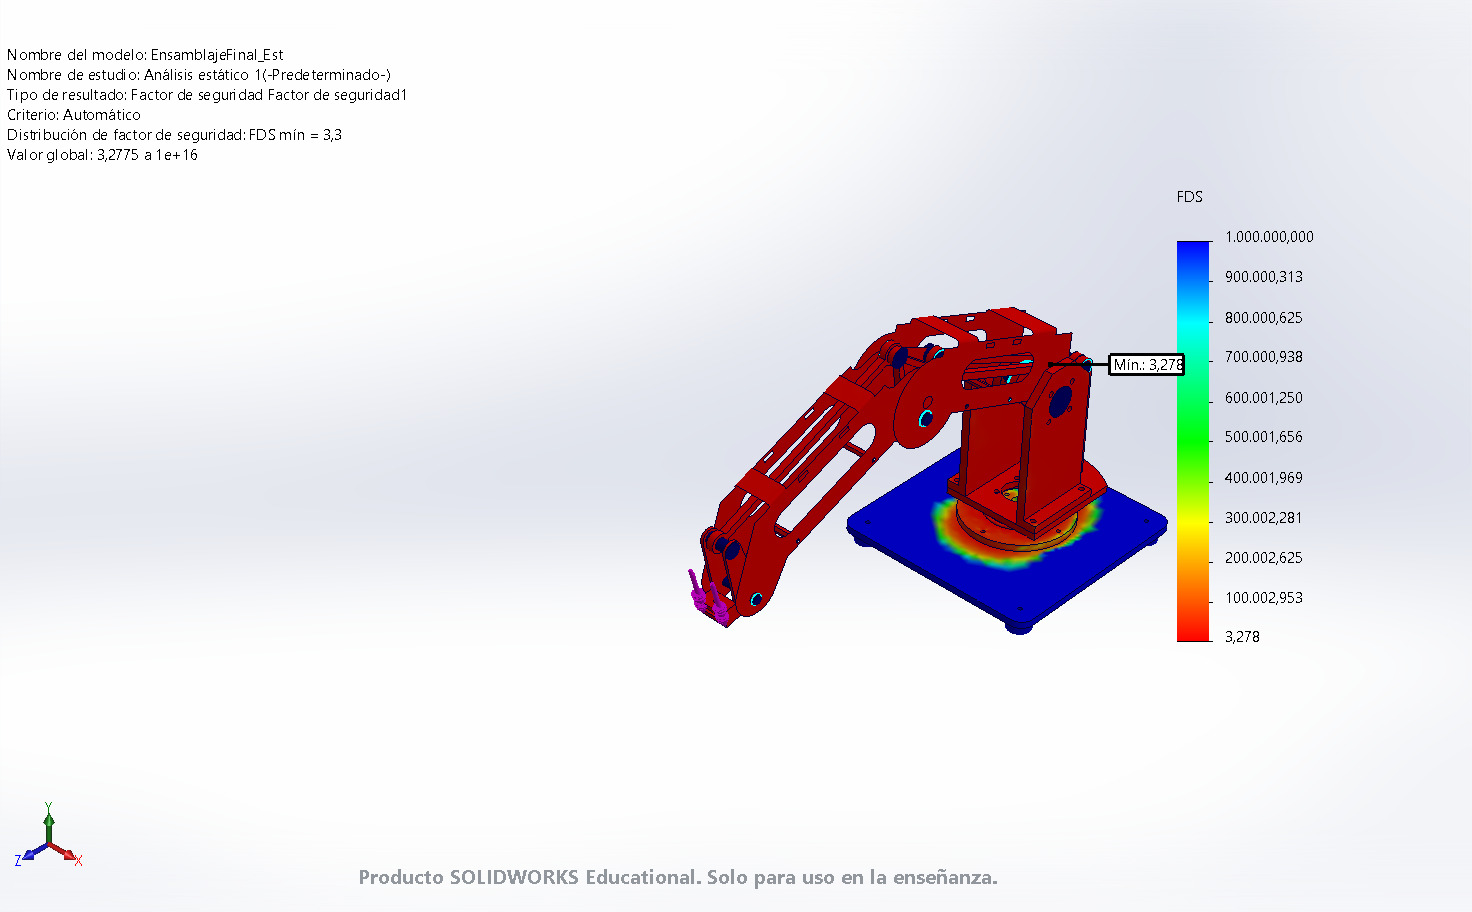 Nombre del modelo: EnsamblajeFinal_Est
Nombre de estudio: Análisis estático 1(-Predeterminado-)
Tipo de resultado: Factor de seguridad Factor de seguridad1
Criterio: Automático
Distribución de factor de seguridad: FDS mín = 3,3
Valor global: 3,2775 a 1e+16
FDS
1.000.000,000
900.000,313
800.000,625
700.000,938
Mín.: 3,278
600.001,250
500.001,656
400.001,969
300.002,281
200.002,625
100.002,953
3,278
Y
Z
X
Producto SOLIDWORKS Educational. Solo para uso en la enseñanza.